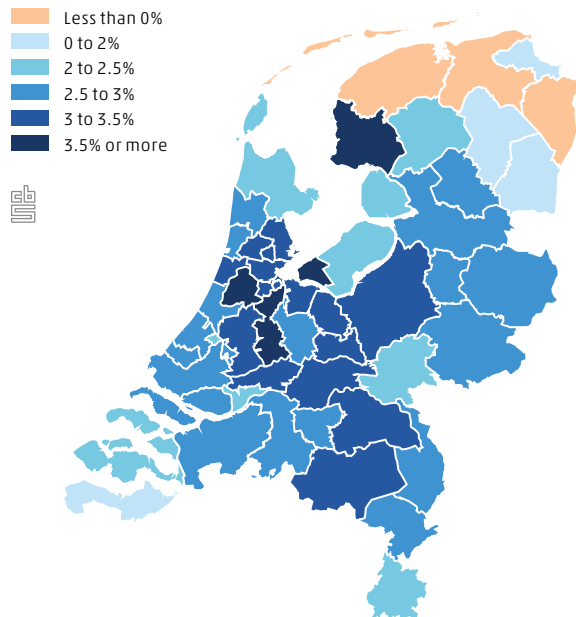 Less than 0%
0 to 2%
2 to 2.5%
2.5 to 3%
3 to 3.5%
3.5% or more
cbs